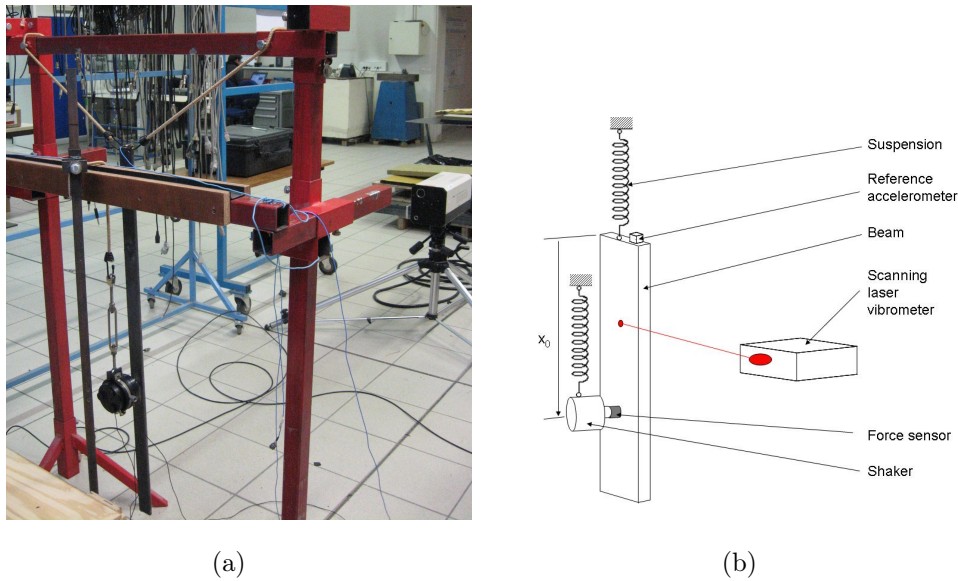 Suspension
Reference
accelerometer
Beam
Scanning
laser
vibrometer
x0
Force sensor
Shaker
(a)
(b)